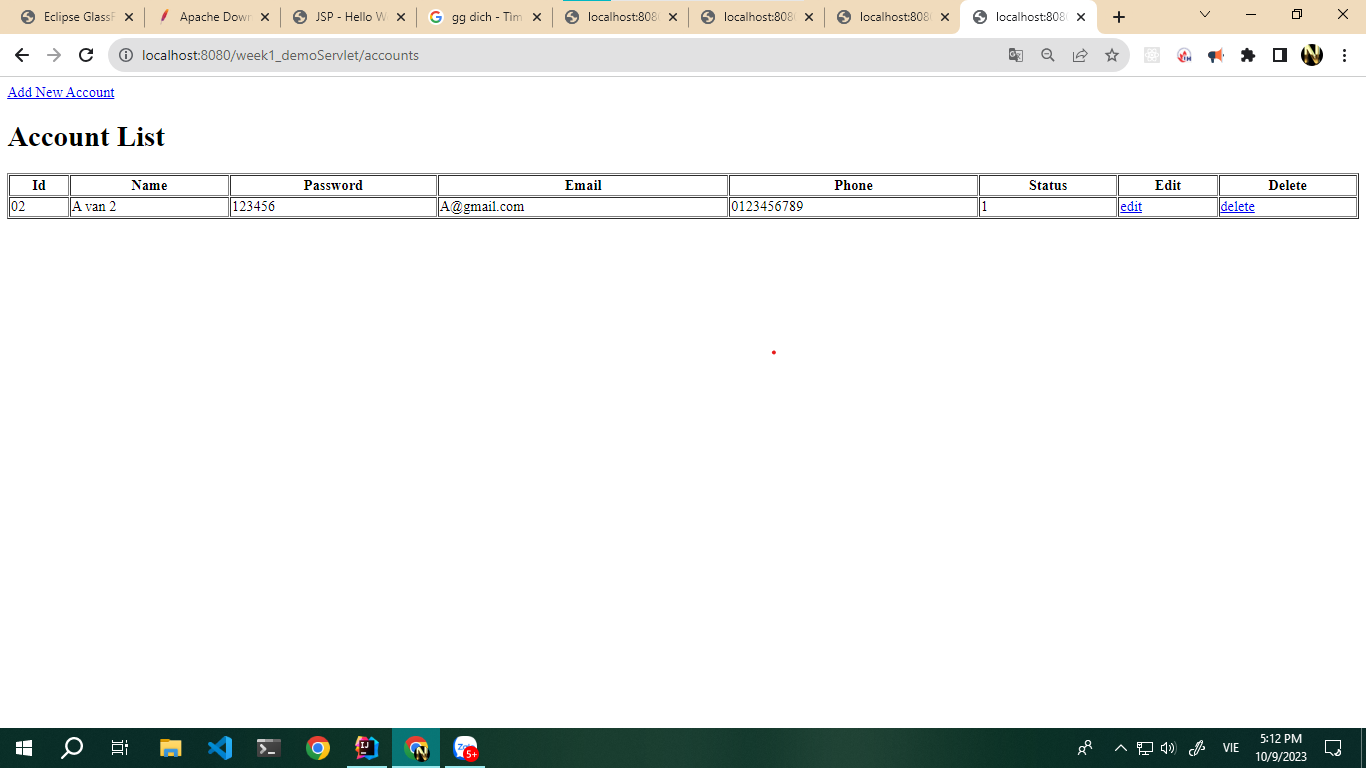 Eclipse GlassF
Apache Down
JSP - Hello W
gg dich - Tim
localhost:808
localhost:808
localhost:808
localhost:808
localhost:8080/week1_demoServlet/accounts
Add New Account
Account List
Id Name Password Email Phone Status Edit Delete
02 A van 2 123456 A@gmail.com 0123456789 1 edit delete
5+
VIE
5:12 PM
10/9/2023